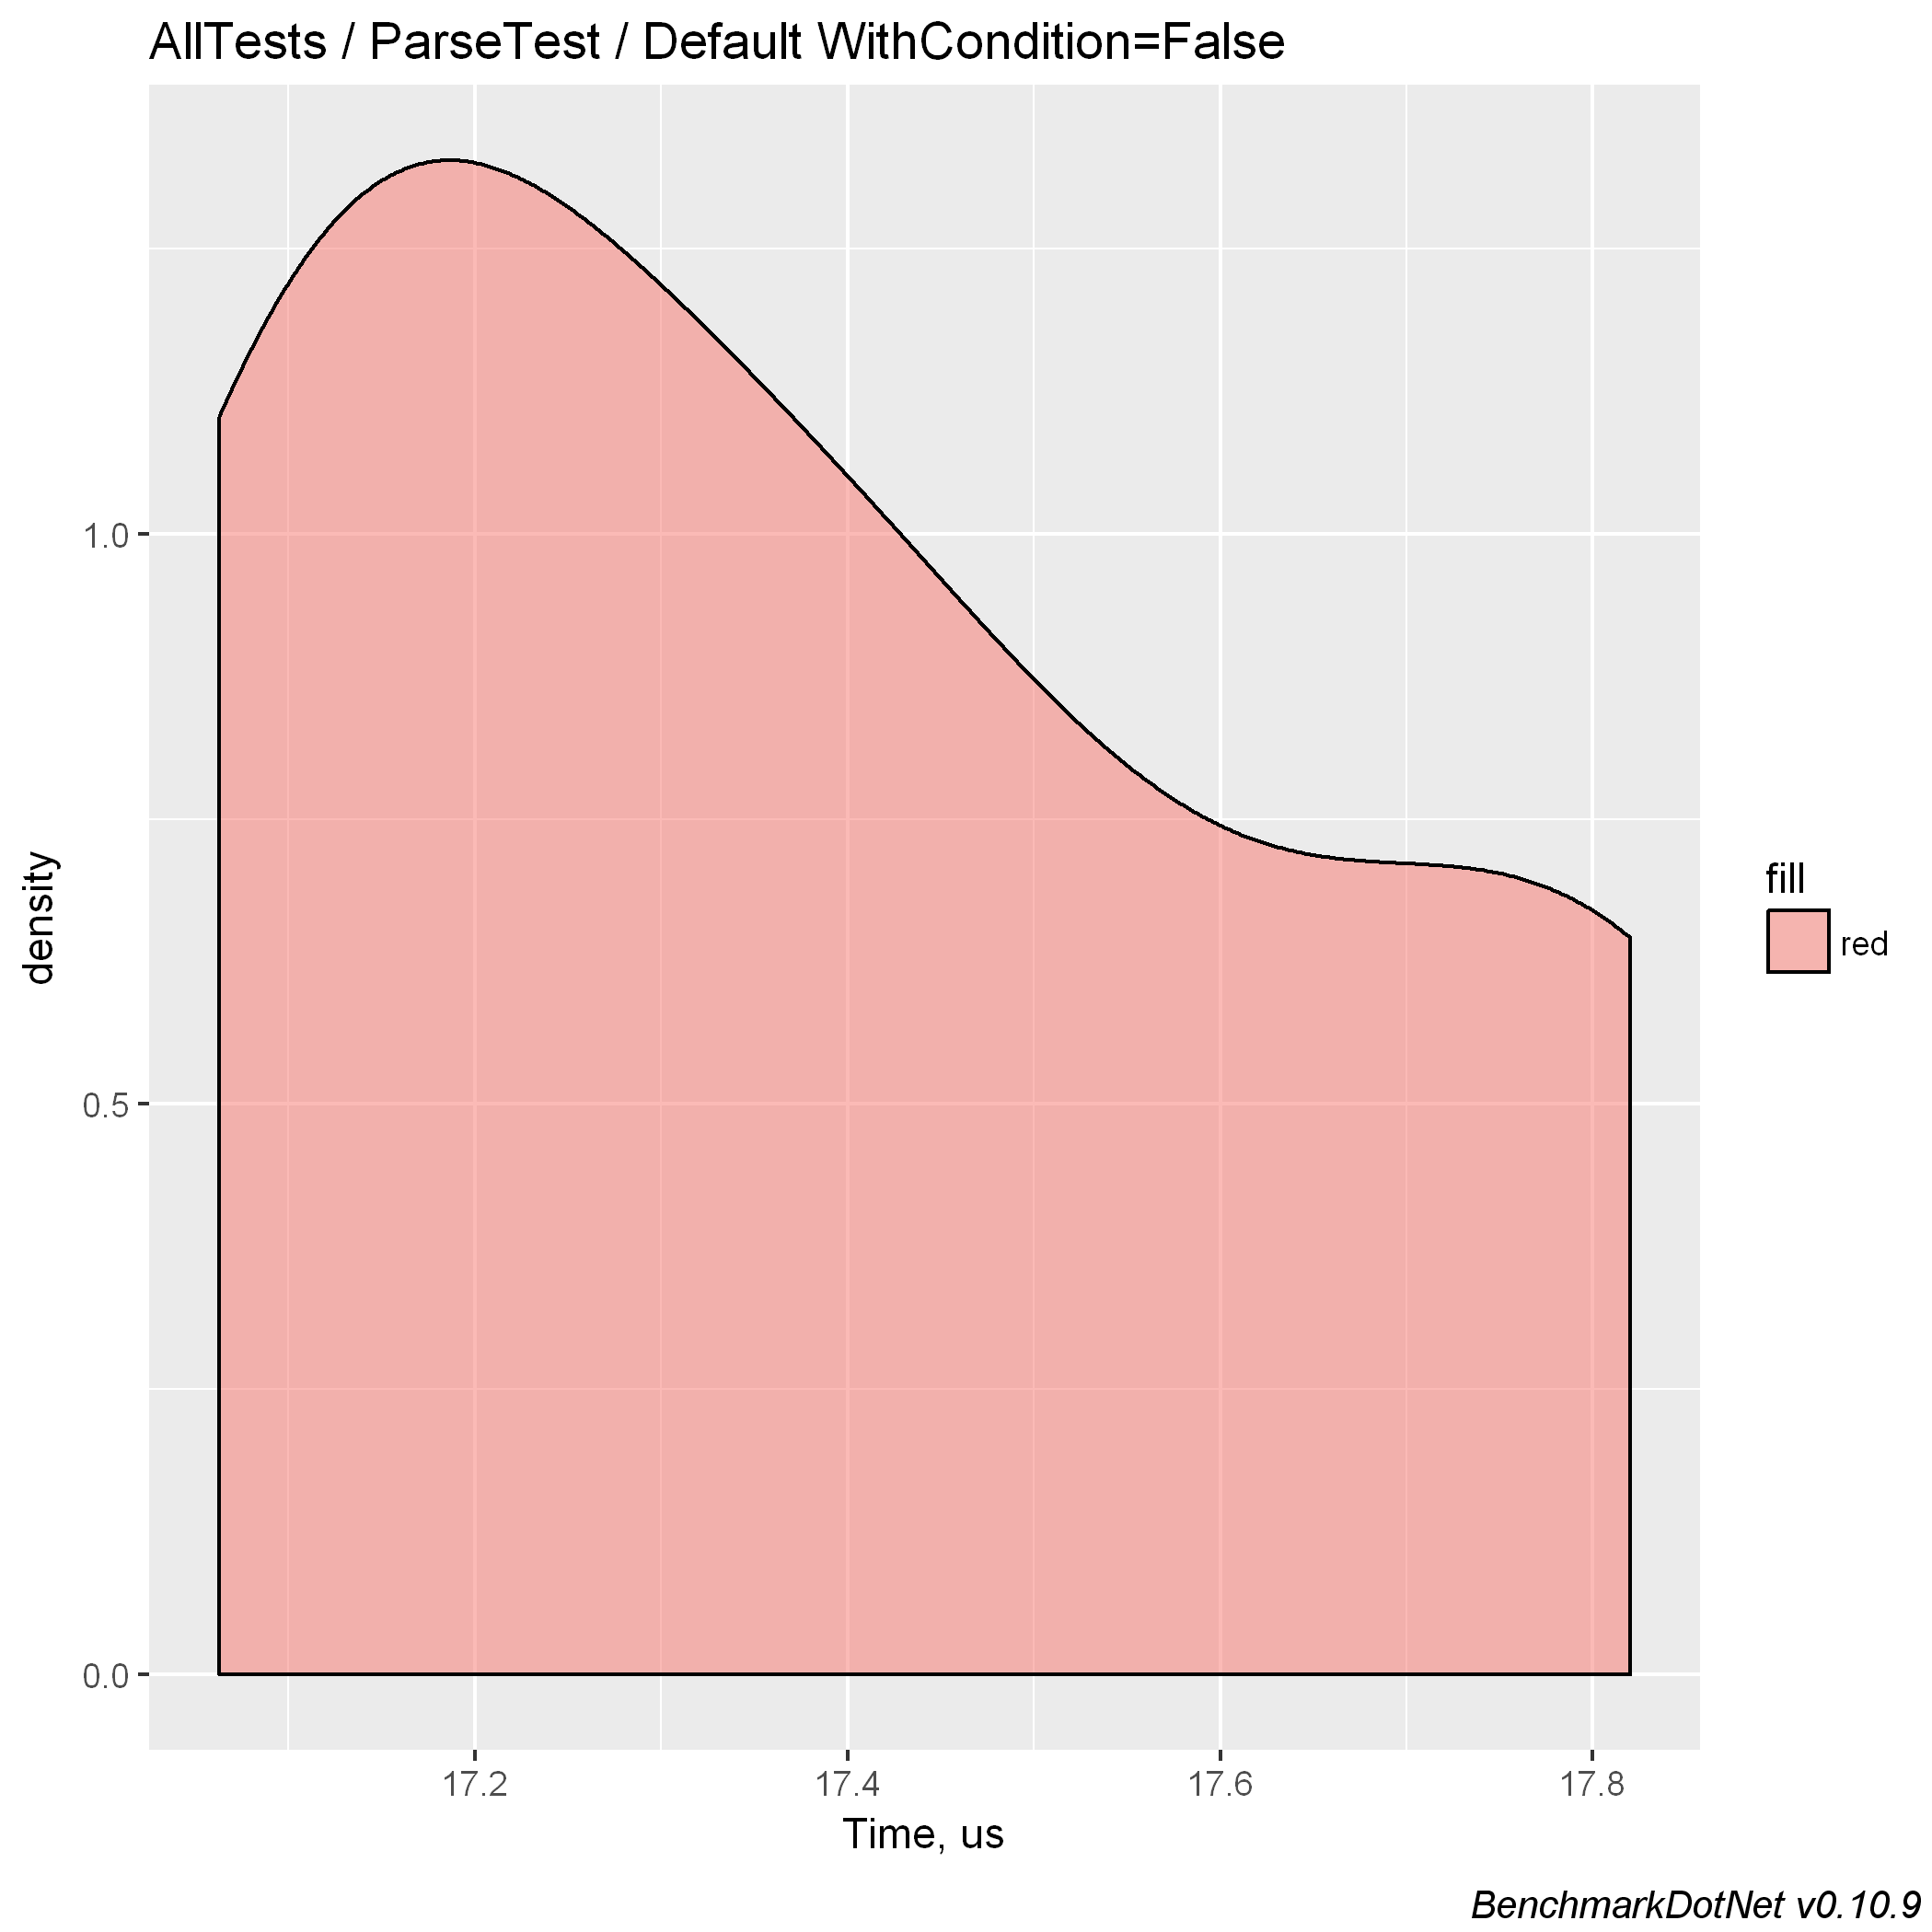 AllTests / ParseTest / Default WithCondition=False
density
1.0
0.5
0.0
17.2 17.4 17.6 17.8
Time, us
fill
red
BenchmarkDotNet v0.10.9